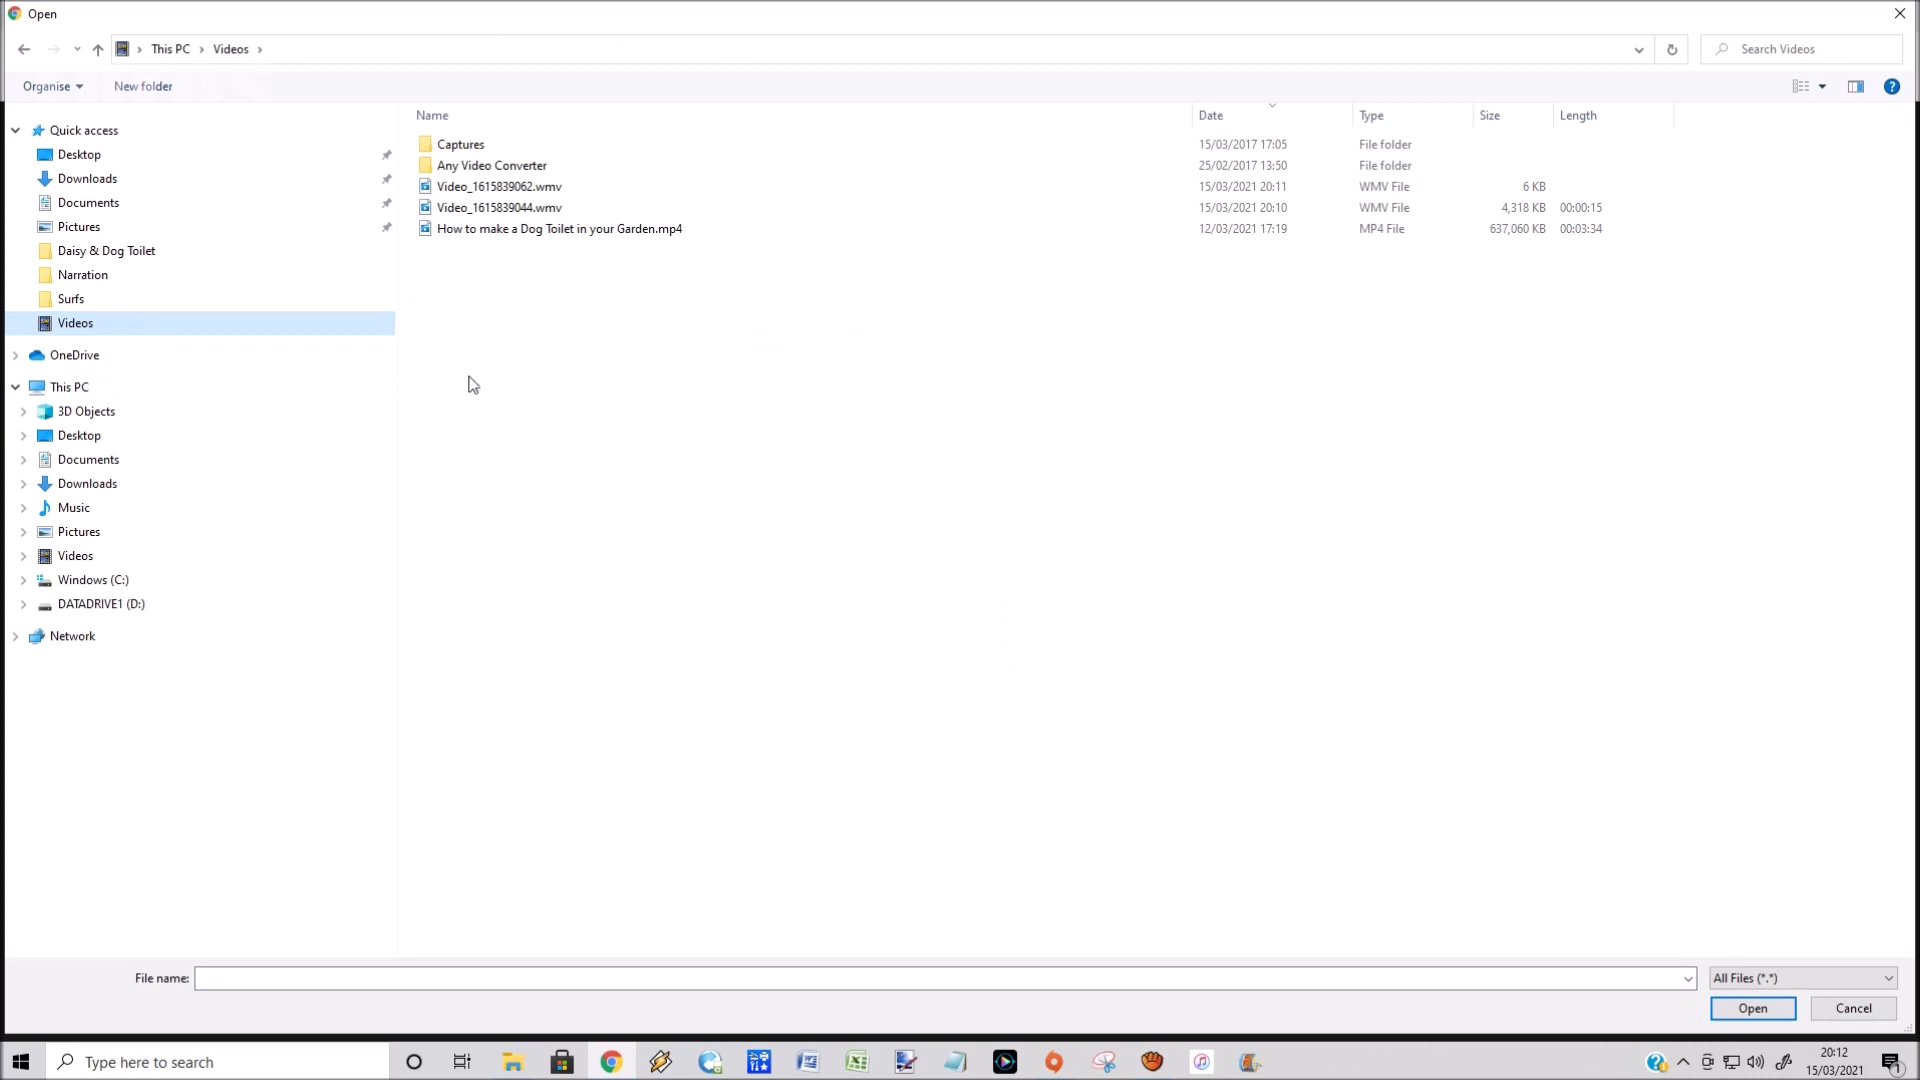 Open
This PC Videos
Search Videos
Organise New folder
Name Date Type Size Length
Quick access
Desktop
Downloads
Documents
Pictures
Daisy & Dog Toilet
Narration
Surfs
Videos
OneDrive
This PC
3D Objects
Desktop
Documents
Downloads
Music
Pictures
Videos
Windows (C:)
DATADRIVE1 (D:)
Network
Captures 15/03/2017 17:05 File folder
Any Video Converter 25/02/2017 13:50 File folder
Video_1615839062.wmv 15/03/2021 20:11 WMV File 6 KB
Video_1615839044.wmv 15/03/2021 20:10 WMV File 4,318 KB 00:00:15
How to make a Dog Toilet in your Garden.mp4 12/03/2021 17:19 MP4 File 637,060 KB 00:03:34
File name: All Files (*.*)
Open Cancel
Type here to search
20:12
15/03/2021
1